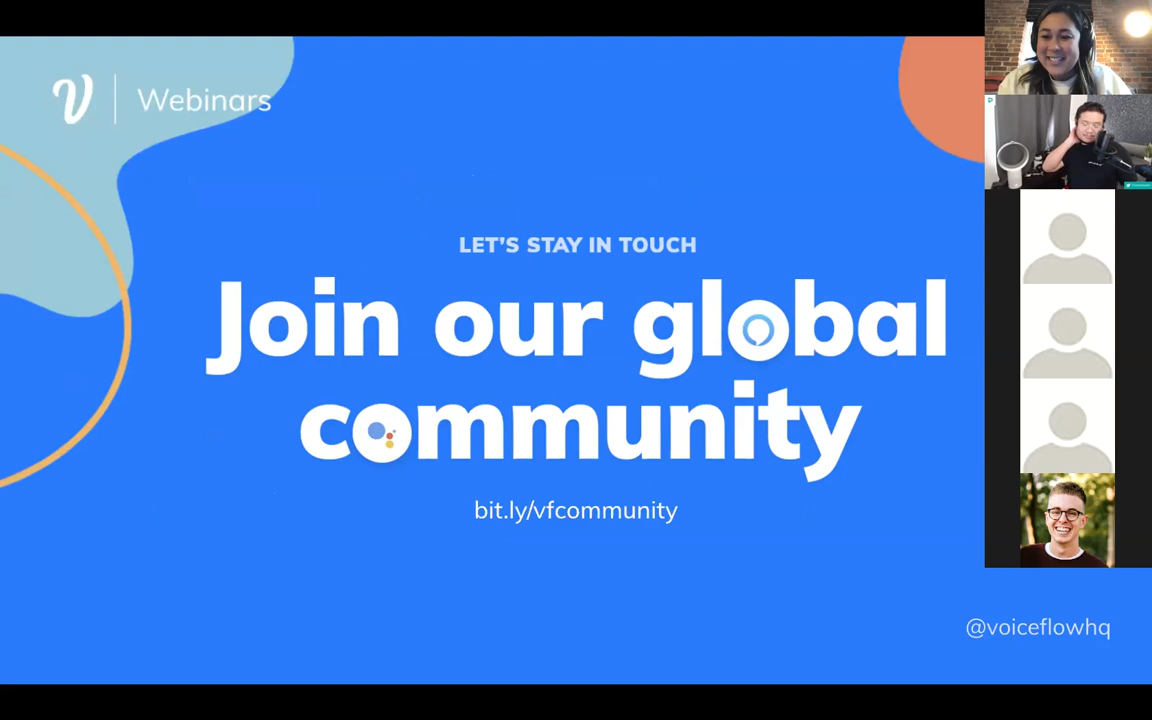 Webinars
LET'S STAY IN TOUCH
Join our global
community
bit.ly/vfcommunity
@voiceflowhq